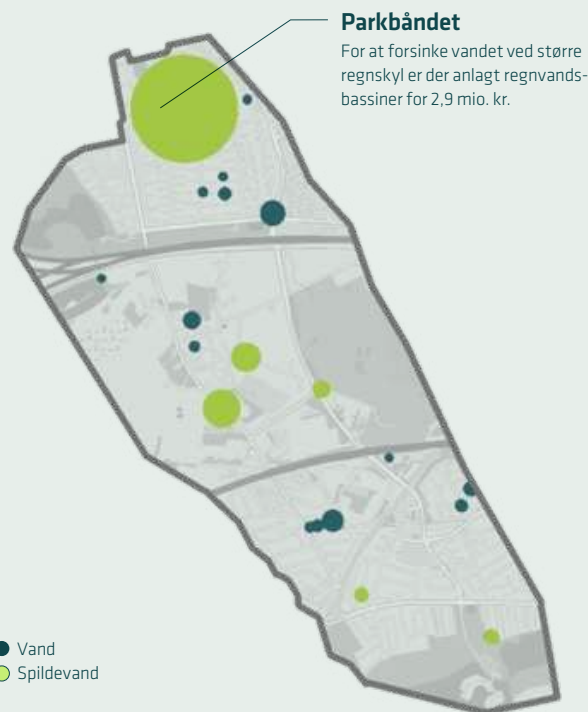 Parkbåndet
For at forsinke vandet ved større
regnskyl er der anlagt regnvands-
bassiner for 2,9 mio. kr.
Vand
Spildevand